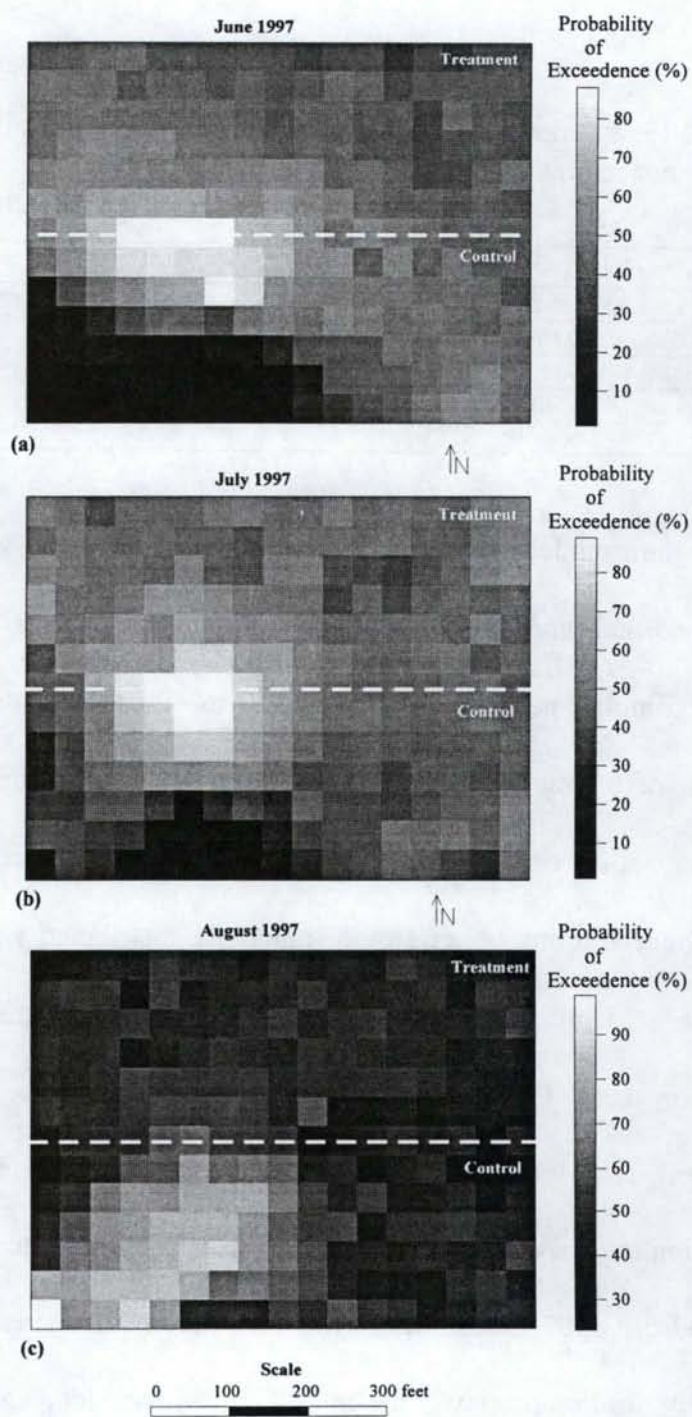 June 1997
Probability
of
Exceedence (%)
Treatment
80
70
60
50
Control
40
30
20
10
(a)
N
July 1997
Probability
of
Exceedence (%)
Treatment
80
70
60
50
Control
40
30
20
10
(b)
N
August 1997
Probability
of
Exceedence (%)
Treatment
90
80
70
60
Control
50
40
30
(c)
Scale
0 100 200 300 feet